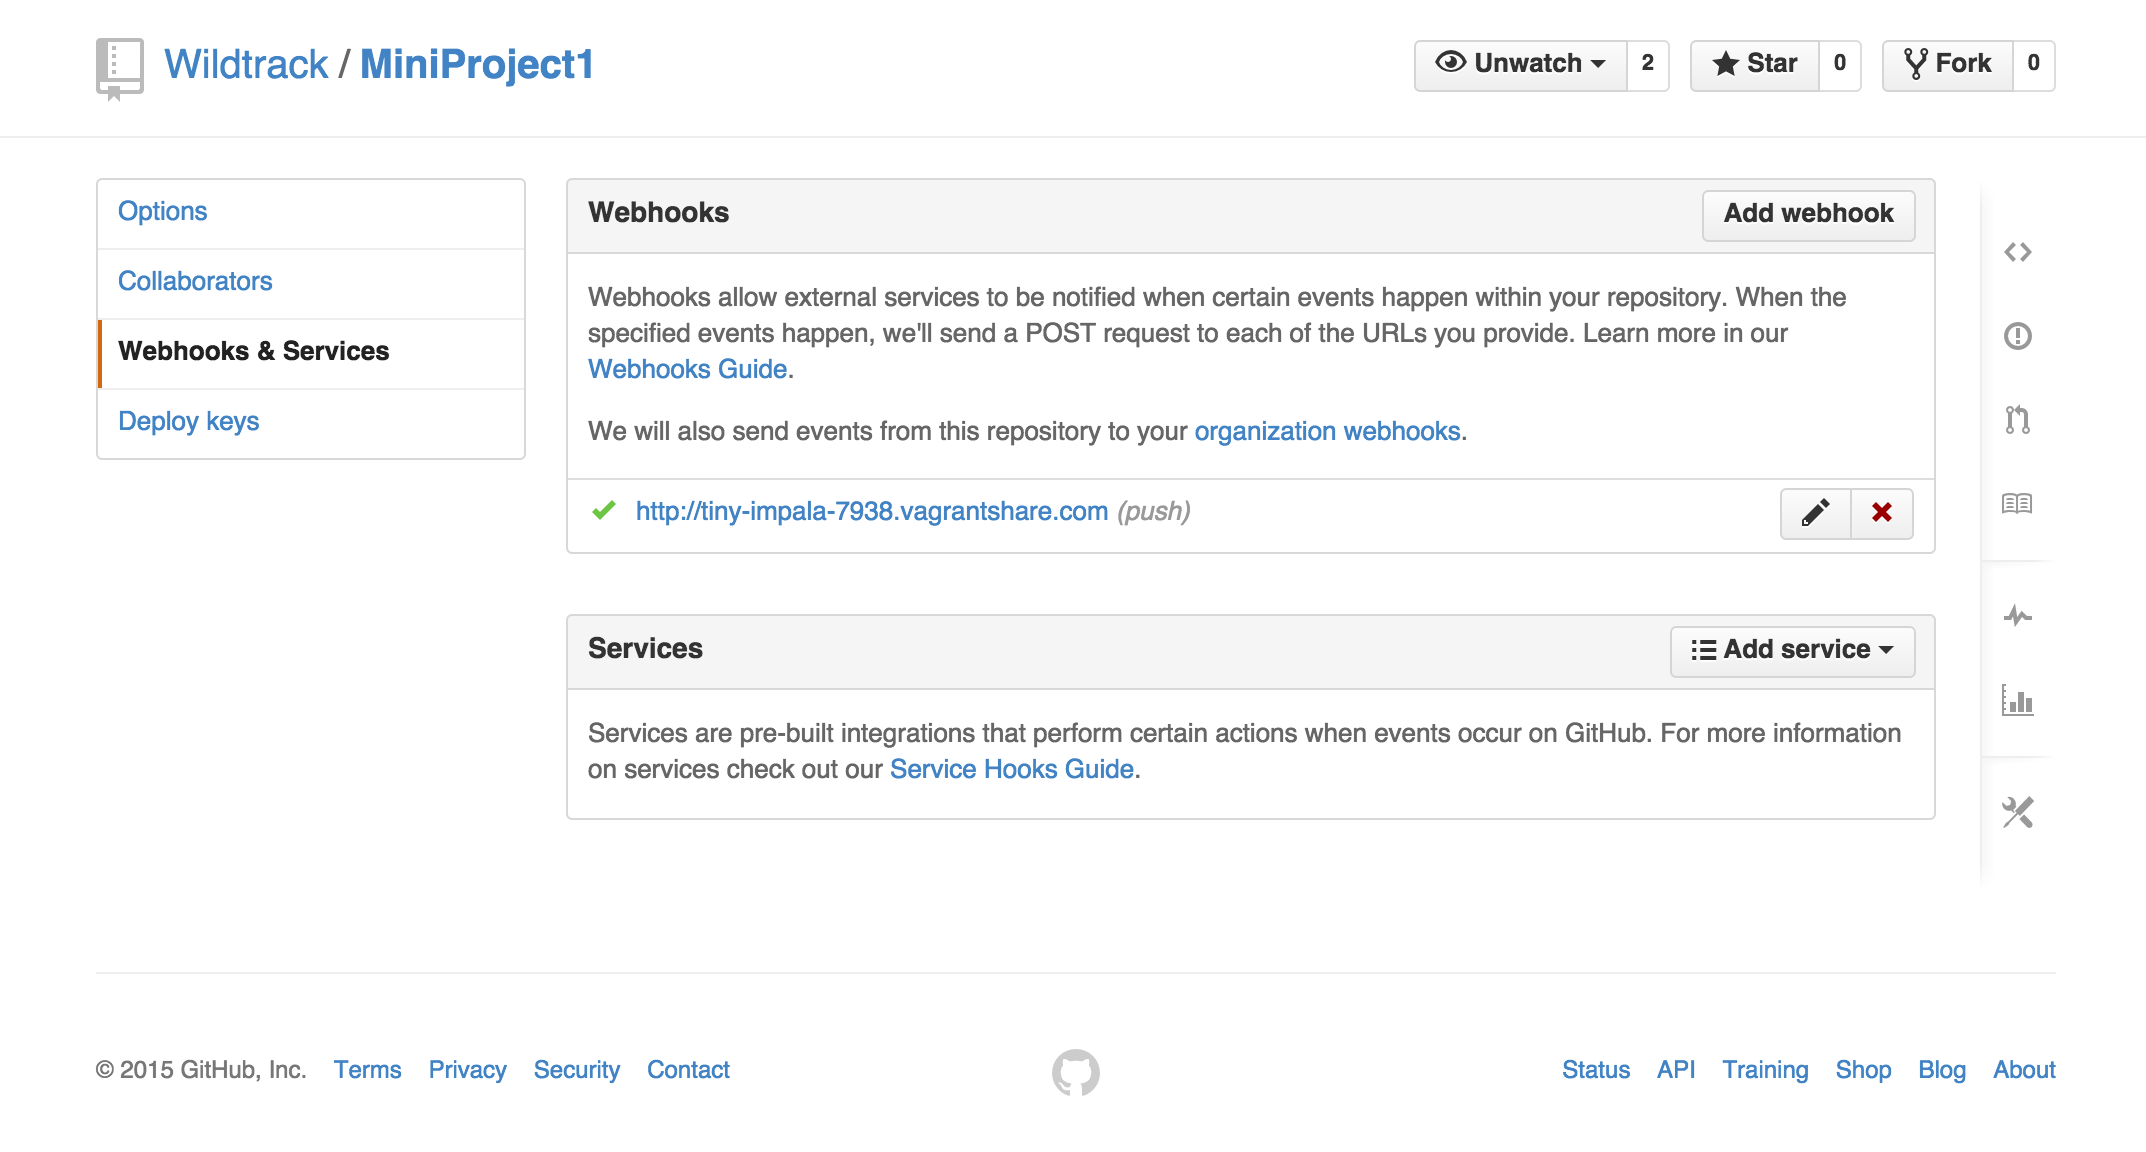 Wildtrack / MiniProject1
Unwatch 2 Star 0 Fork 0
Options
Collaborators
Webhooks & Services
Deploy keys
Webhooks
Add webhook
Webhooks allow external services to be notified when certain events happen within your repository. When the
specified events happen, we'll send a POST request to each of the URLs you provide. Learn more in our
Webhooks Guide.
We will also send events from this repository to your organization webhooks.
http://tiny-impala-7938.vagrantshare.com (push)
Services
Add service
Services are pre-built integrations that perform certain actions when events occur on GitHub. For more information
on services check out our Service Hooks Guide.
© 2015 GitHub, Inc. Terms Privacy Security Contact
Status API Training Shop Blog About